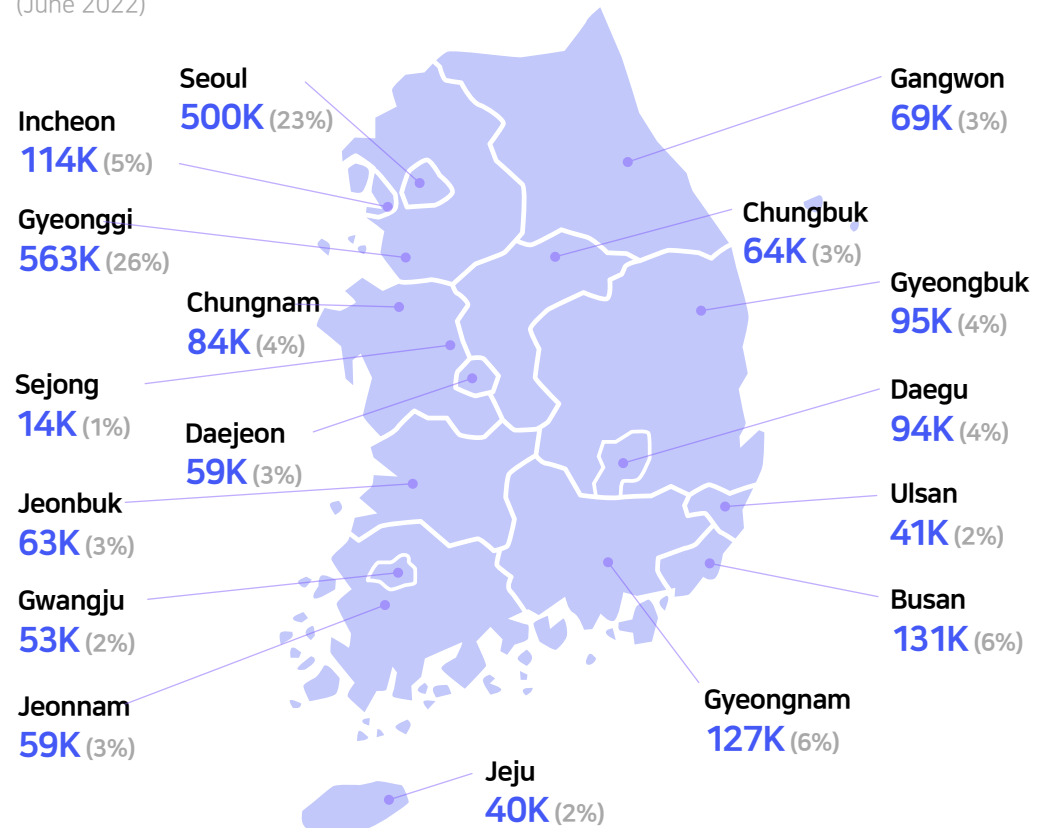 (June 2022)
Seoul
500K (23%)
Incheon
114K (5%)
Gyeonggi
563K (26%)
Chungnam
84K (4%)
Sejong
14K (1%)
Daejeon
59K (3%)
Jeonbuk
63K (3%)
Gwangju
53K (2%)
Jeonnam
59K (3%)
Jeju
40K (2%)
Gangwon
69K (3%)
Chungbuk
64K (3%)
Gyeongbuk
95K (4%)
Daegu
94K (4%)
Ulsan
41K (2%)
Busan
131K (6%)
Gyeongnam
127K (6%)